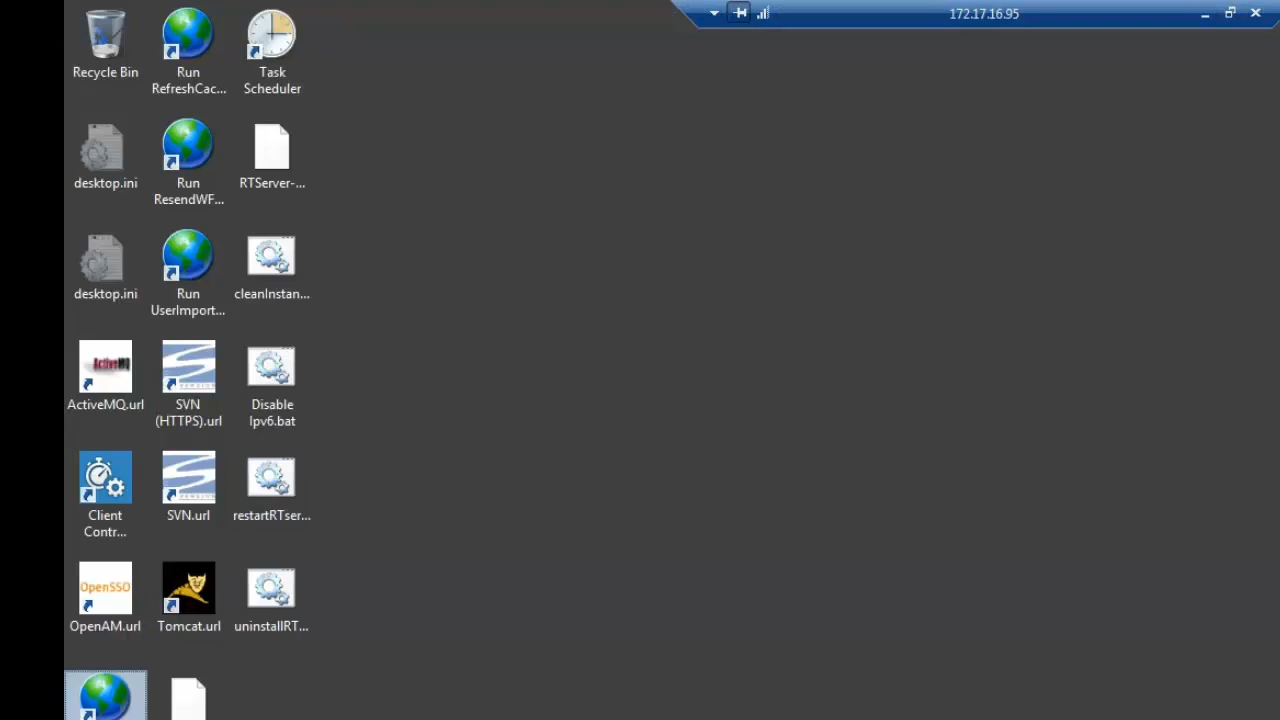 172.17.16.95
Recycle Bin
Run
RefreshCac...
Task
Scheduler
desktop.ini
Run
ResendWF...
RTServer-...
desktop.ini
Run
UserImport...
cleanInstan...
ActiveMQ
ActiveMQ.url
SVN
(HTTPS).url
Disable
Ipv6.bat
Client
Contr...
SVN.url
restartRTser...
OpenSSO
OpenAM.url
Tomcat.url
uninstallRT...